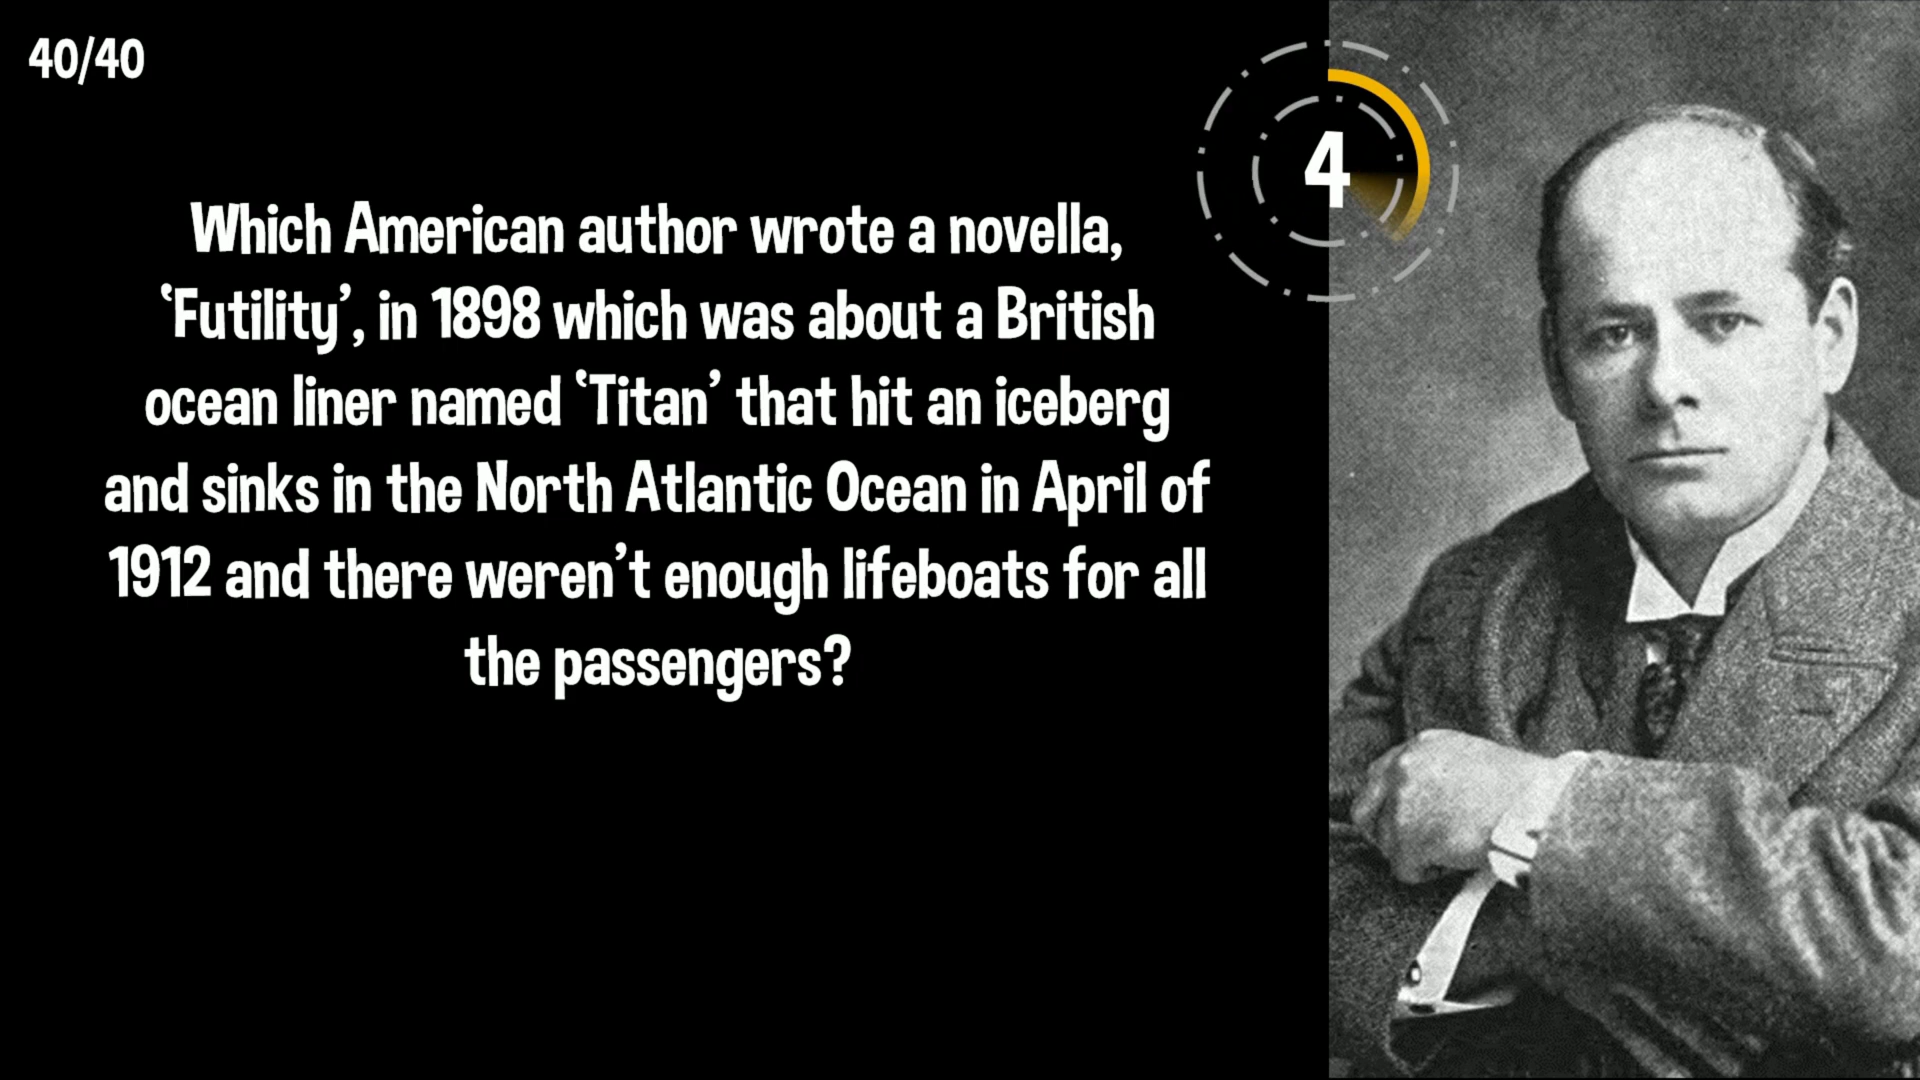 40/40
4
Which American author wrote a novella,
‘Futility’, in 1898 which was about a British
ocean liner named ‘Titan’ that hit an iceberg
and sinks in the North Atlantic Ocean in April of
1912 and there weren’t enough lifeboats for all
the passengers?